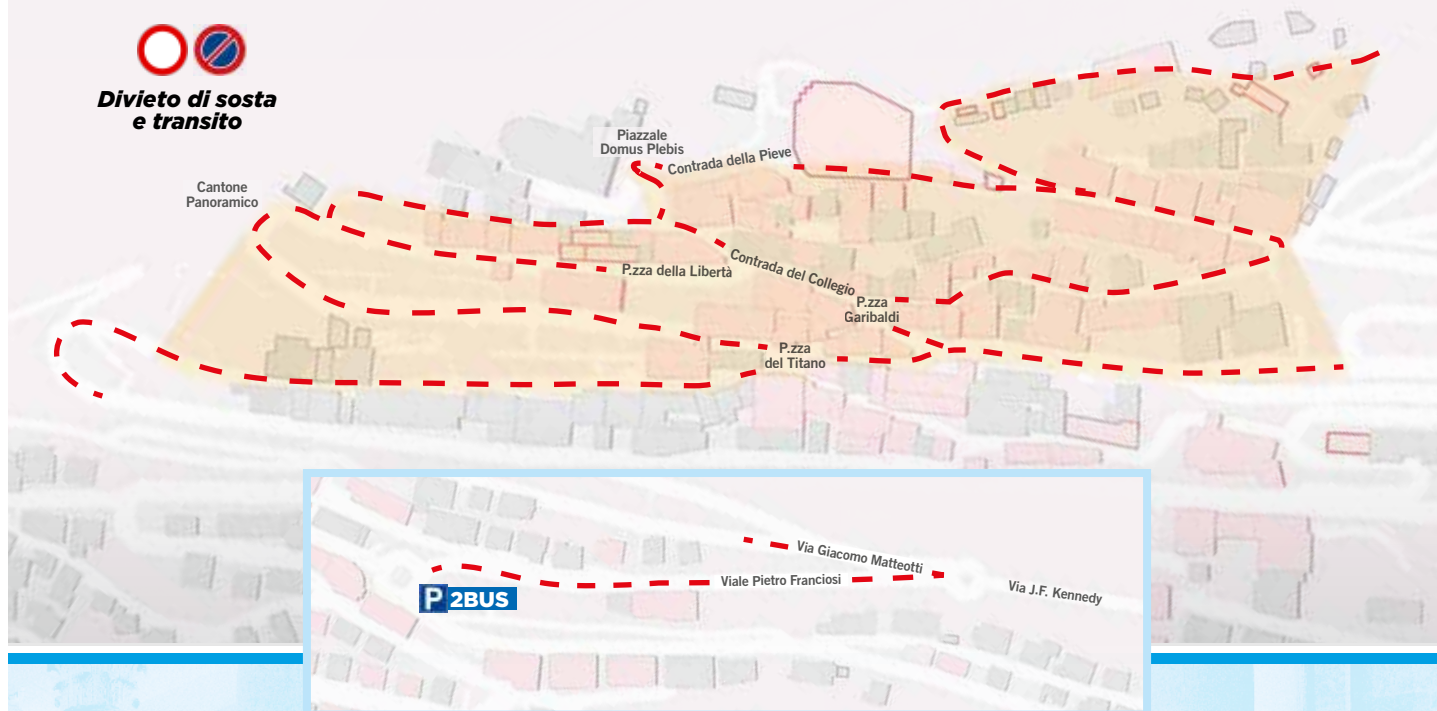 Divieto di sosta
e transito
Piazzale
Domus Plebis
Contrada della Pieve
Cantone
Panoramico
P.zza della Libertà
Contrada del Collegio
P.zza
Garibaldi
P.zza
del Titano
Via Giacomo Matteotti
Viale Pietro Franciosi
Via J.F. Kennedy
P 2BUS